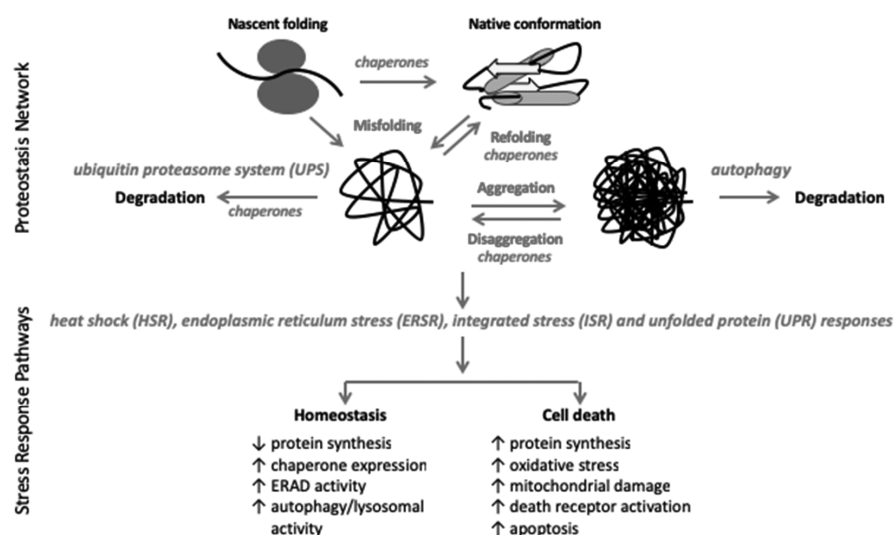 Nascent folding
Native conformation
chaperones
Misfolding
Refolding
chaperones
ubiquitin proteasome system (UPS)
Degradation
chaperones
Aggregation
Disaggregation
chaperones
autophagy
Degradation
Proteostasis Network
heat shock (HSR), endoplasmic reticulum stress (ERSR), integrated stress (ISR) and unfolded protein (UPR) responses
Stress Response Pathways
Homeostasis
↓ protein synthesis
↑ chaperone expression
↑ ERAD activity
↑ autophagy/lysosomal
activity
Cell death
↑ protein synthesis
↑ oxidative stress
↑ mitochondrial damage
↑ death receptor activation
↑ apoptosis